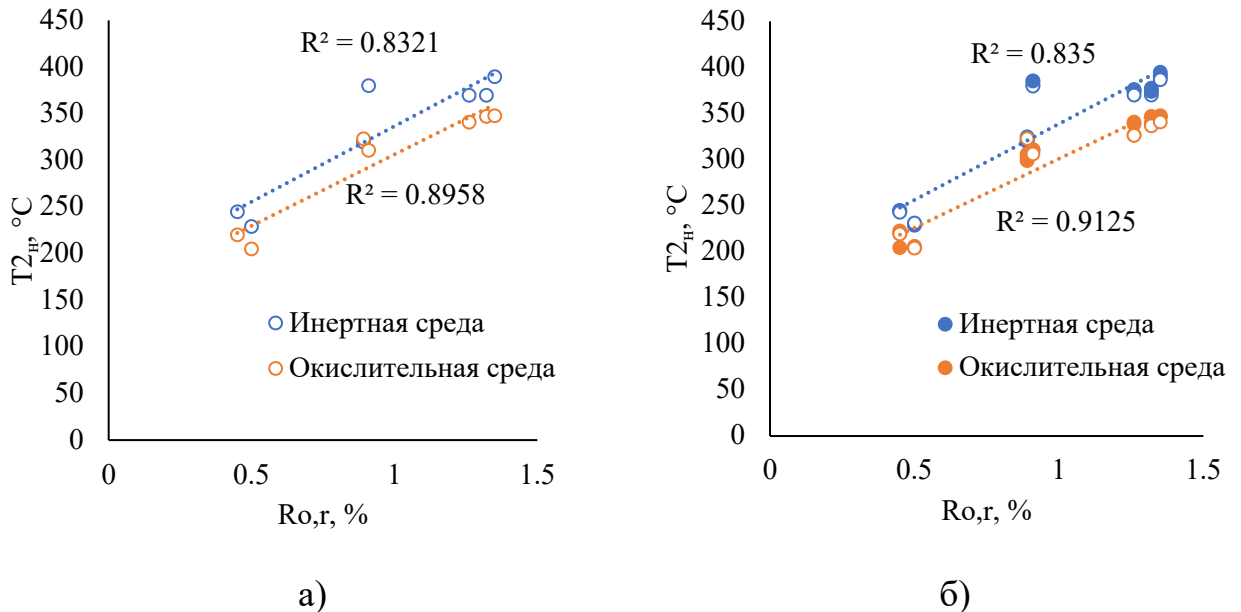 450
400
350
300
250
200
150
100
50
0
T2н, °C
R² = 0.8321
R² = 0.8958
Инертная среда
Окислительная среда
0 0.5 1 1.5
Ro,r, %
а)
450
400
350
300
250
200
150
100
50
0
T2н, °C
R² = 0.835
R² = 0.9125
Инертная среда
Окислительная среда
0 0.5 1 1.5
Ro,r, %
б)